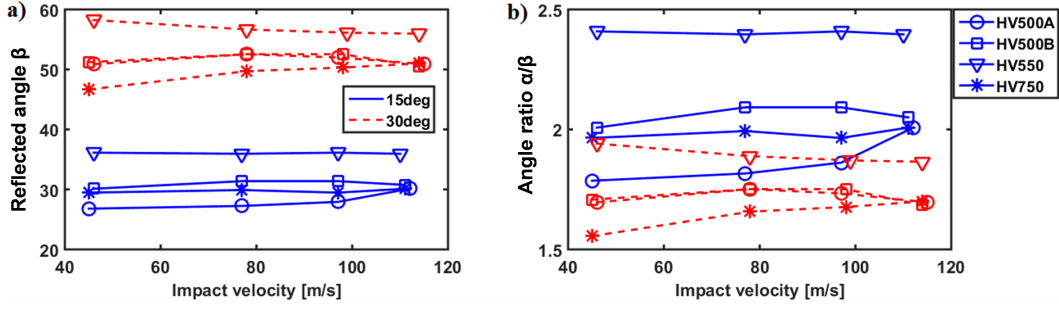 a)
Reflected angle β
60
50
40
30
20
40
60
80
100
120
Impact velocity [m/s]
15deg
30deg
b)
Angle ratio α/β
2.5
2
1.5
40
60
80
100
120
Impact velocity [m/s]
HV500A
HV500B
HV550
HV750